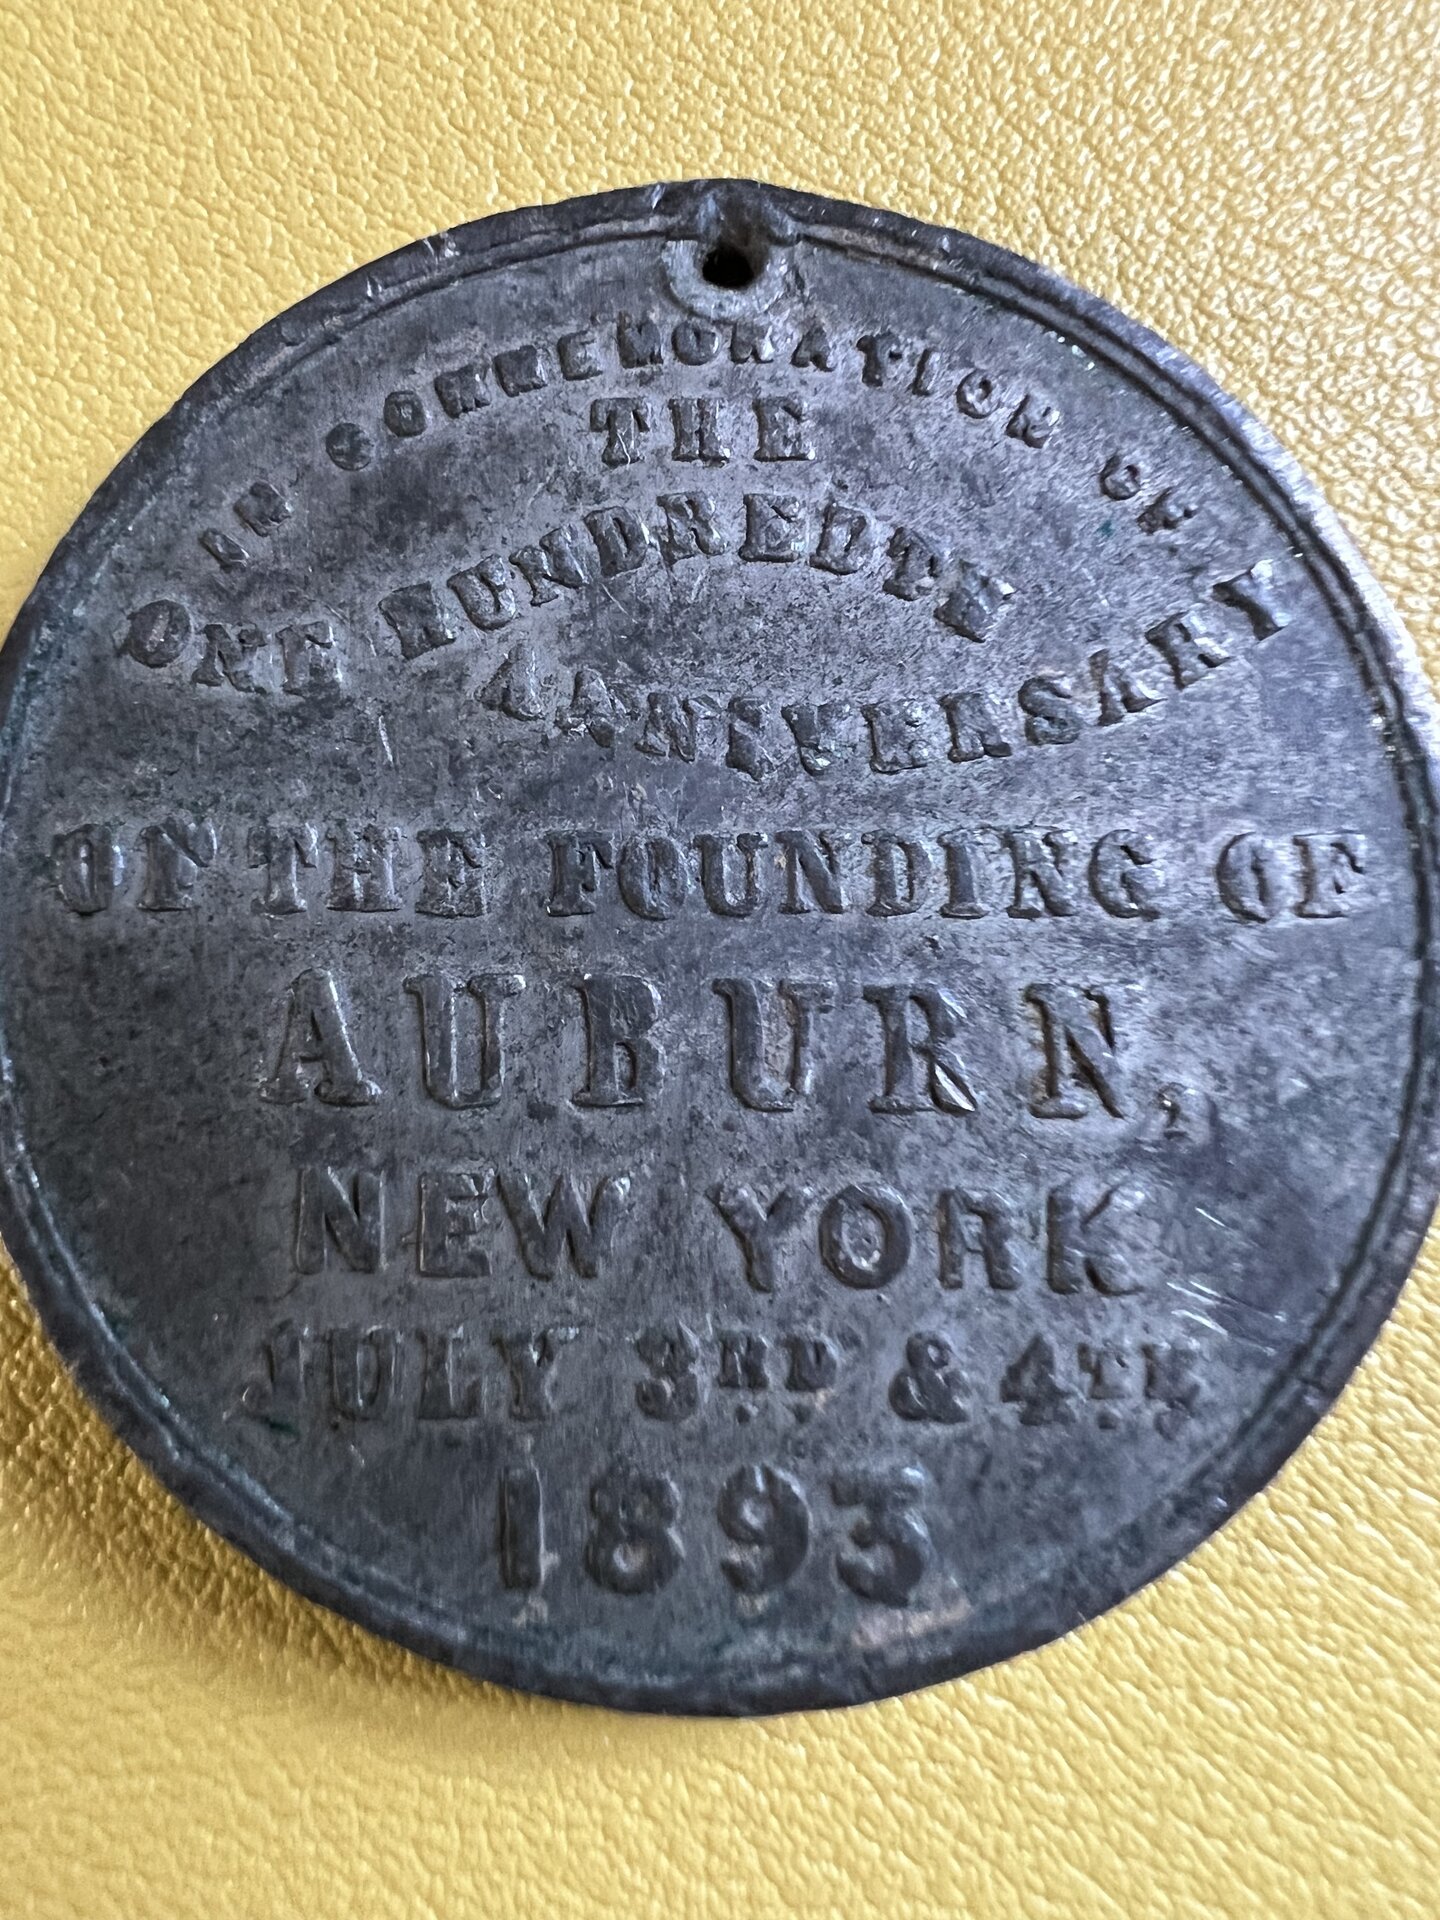 IN COMMEMORATION OF
THE
ONE HUNDREDTH
ANNIVERSARY
OF THE FOUNDING OF
AUBURN,
NEW YORK
JULY 3RD & 4TH,
1893